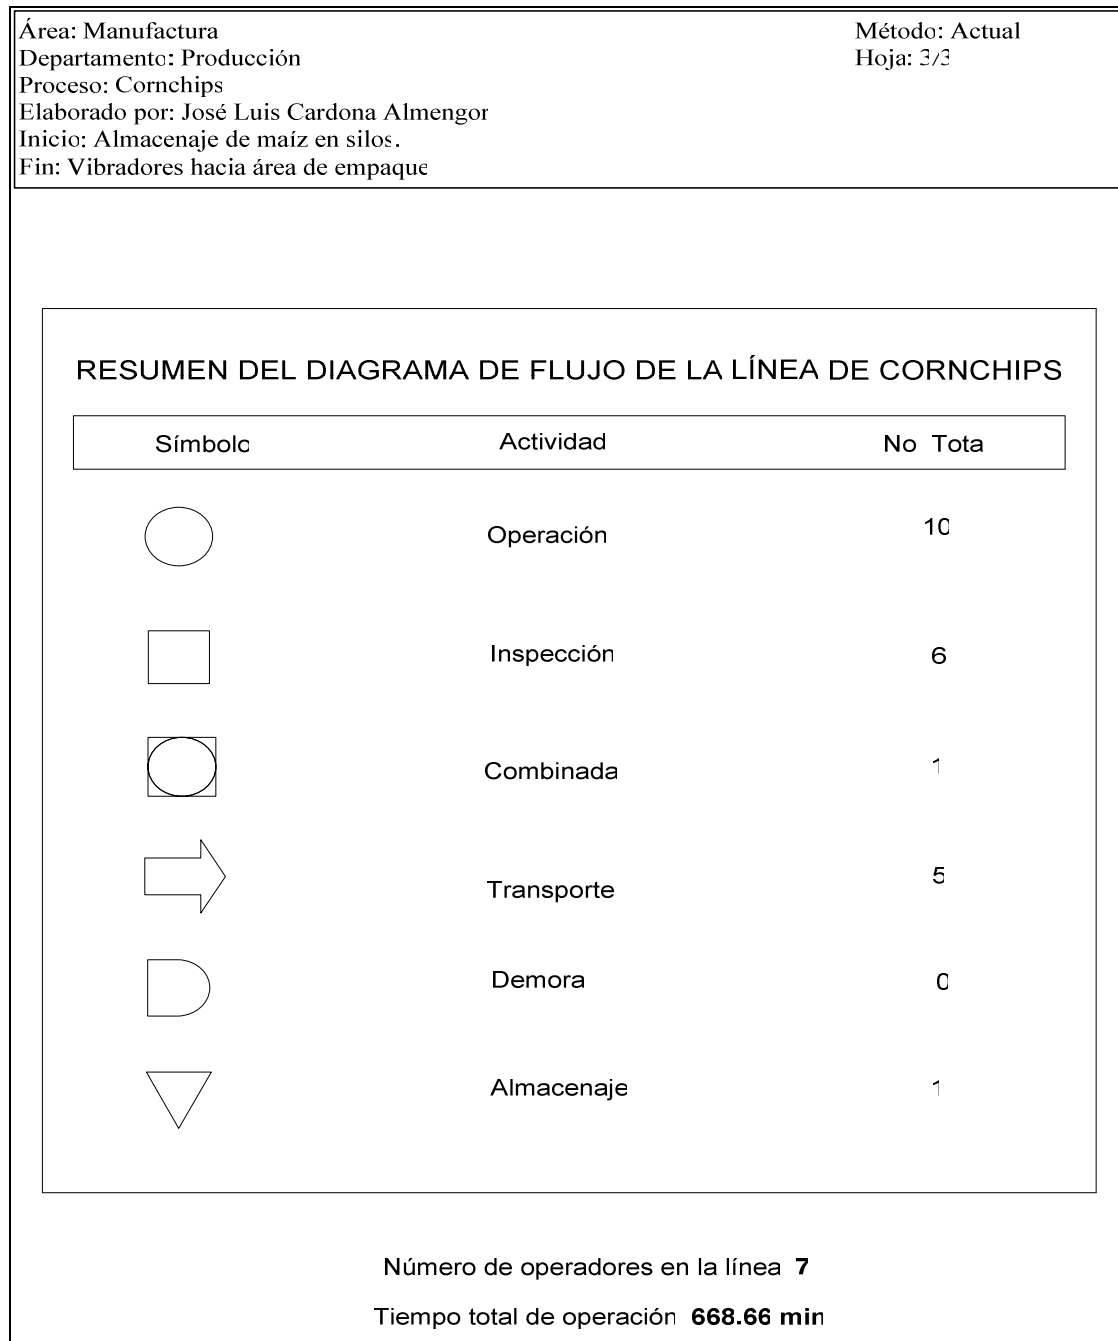 Área: Manufactura
Método: Actual
Departamento: Producción
Hoja: 3/3
Proceso: Cornchips
Elaborado por: José Luis Cardona Almengor
Inicio: Almacenaje de maíz en silos.
Fin: Vibradores hacia área de empaque
RESUMEN DEL DIAGRAMA DE FLUJO DE LA LÍNEA DE CORNCHIPS
Símbolo Actividad No Tota
Operación 10
Inspección 6
Combinada 1
Transporte 5
Demora 0
Almacenaje 1
Número de operadores en la línea 7
Tiempo total de operación 668.66 min